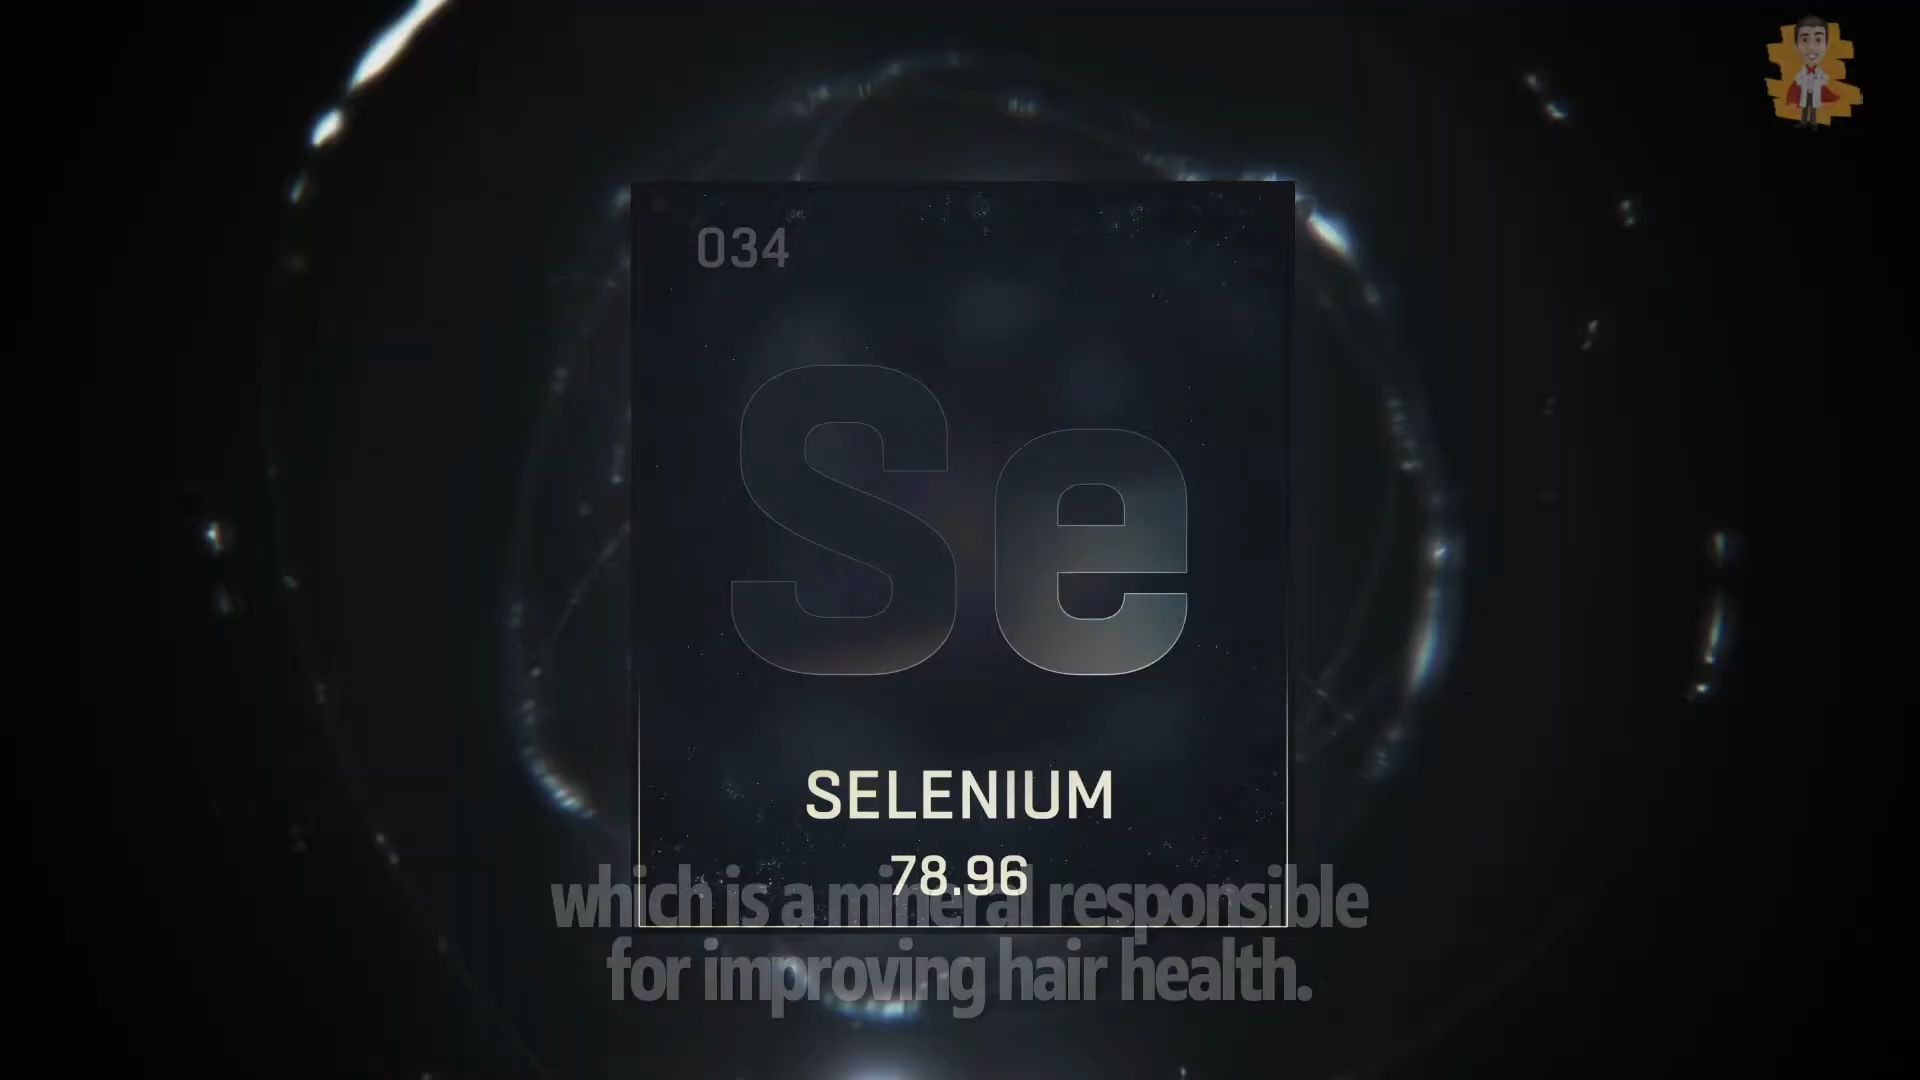 034
Se
SELENIUM
78.96
which is a mineral responsible
for improving hair health.